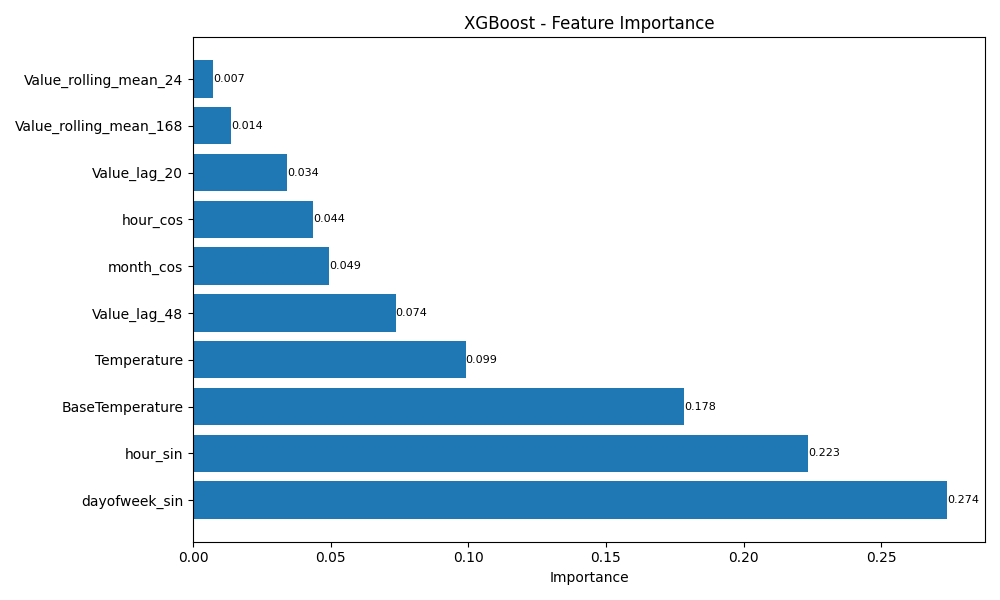 XGBoost - Feature Importance
Value_rolling_mean_24 0.007
Value_rolling_mean_168 0.014
Value_lag_20 0.034
hour_cos 0.044
month_cos 0.049
Value_lag_48 0.074
Temperature 0.099
BaseTemperature 0.178
hour_sin 0.223
dayofweek_sin 0.274
0.00 0.05 0.10 0.15 0.20 0.25
Importance